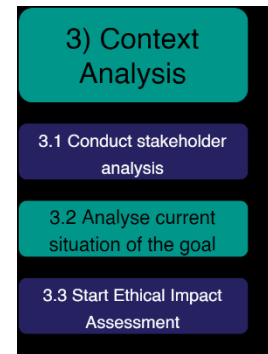 3) Context
Analysis
3.1 Conduct stakeholder
analysis
3.2 Analyse current
situation of the goal
3.3 Start Ethical Impact
Assessment